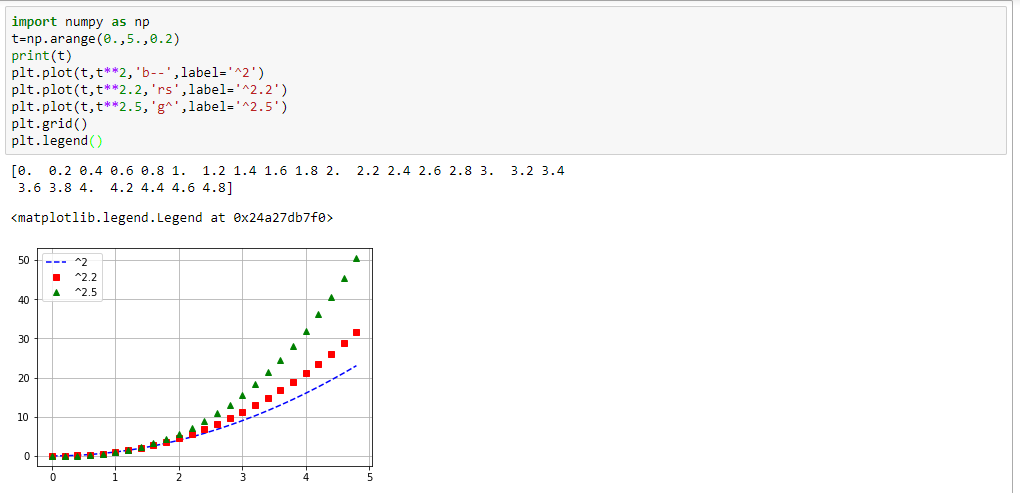 import numpy as np
t=np.arange(0.,5.,0.2)
print(t)
plt.plot(t,t**2,'b--',label='^2')
plt.plot(t,t**2.2,'rs',label='^2.2')
plt.plot(t,t**2.5,'g^',label='^2.5')
plt.grid()
plt.legend()
[0.  0.2 0.4 0.6 0.8 1.  1.2 1.4 1.6 1.8 2.  2.2 2.4 2.6 2.8 3.  3.2 3.4
 3.6 3.8 4.  4.2 4.4 4.6 4.8]
<matplotlib.legend.Legend at 0x24a27db7f0>
^2
^2.2
^2.5
50
40
30
20
10
0
0 1 2 3 4 5